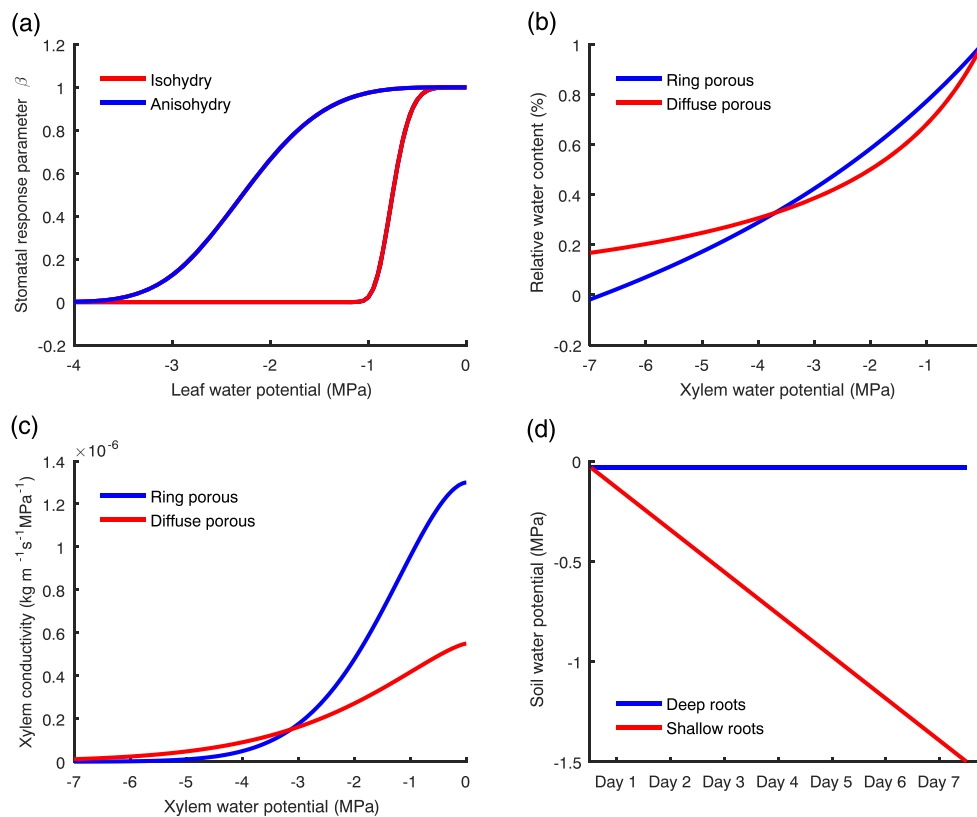 (a)
1.2
1
0.8
0.6
0.4
0.2
0
-0.2
Stomatal response parameter β
Isohydry
Anisohydry
-4 -3 -2 -1 0
Leaf water potential (MPa)
(b)
1
0.8
0.6
0.4
0.2
0
-0.2
Relative water content (%)
Ring porous
Diffuse porous
-7 -6 -5 -4 -3 -2 -1
Xylem water potential (MPa)
(c)
×10⁻⁶
1.4
1.2
1
0.8
0.6
0.4
0.2
0
Xylem conductivity (kg m⁻¹s⁻¹MPa⁻¹)
Ring porous
Diffuse porous
-7 -6 -5 -4 -3 -2 -1 0
Xylem water potential (MPa)
(d)
0
-0.5
-1
-1.5
Soil water potential (MPa)
Deep roots
Shallow roots
Day 1 Day 2 Day 3 Day 4 Day 5 Day 6 Day 7